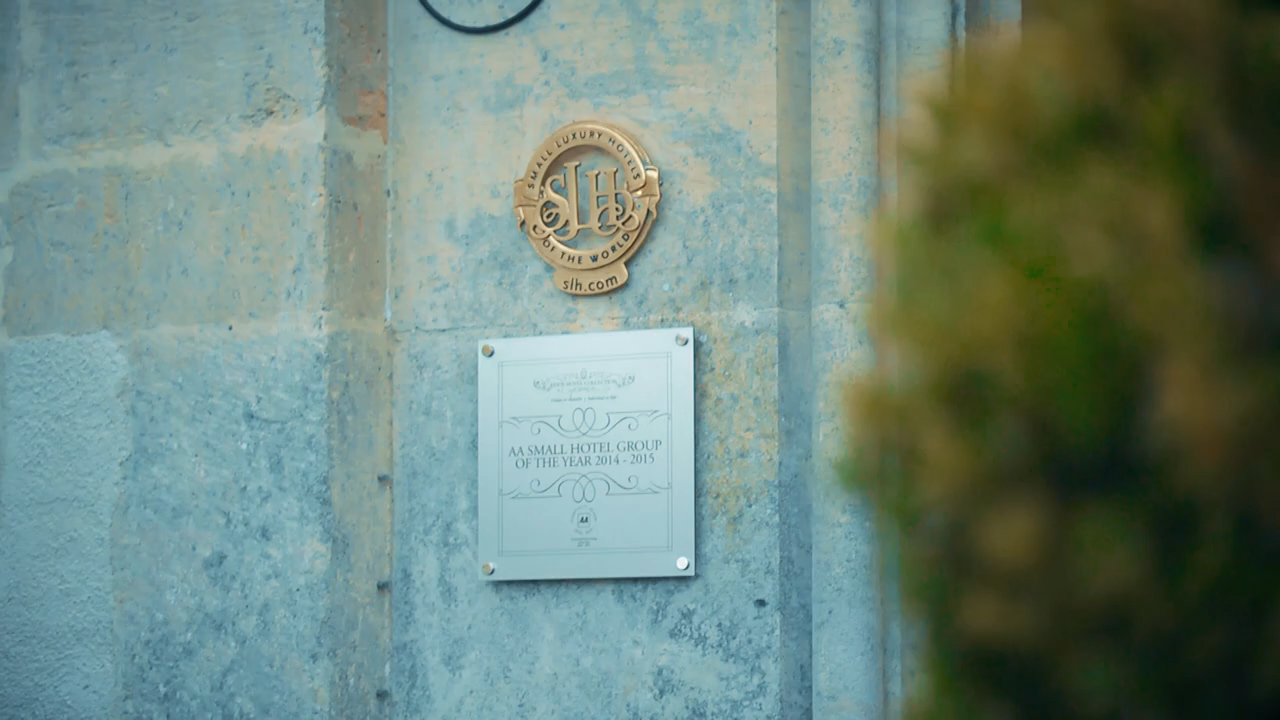 SMALL LUXURY HOTELS
SLH
OF THE WORLD
slh.com
AA SMALL HOTEL GROUP
OF THE YEAR 2014 - 2015
AA